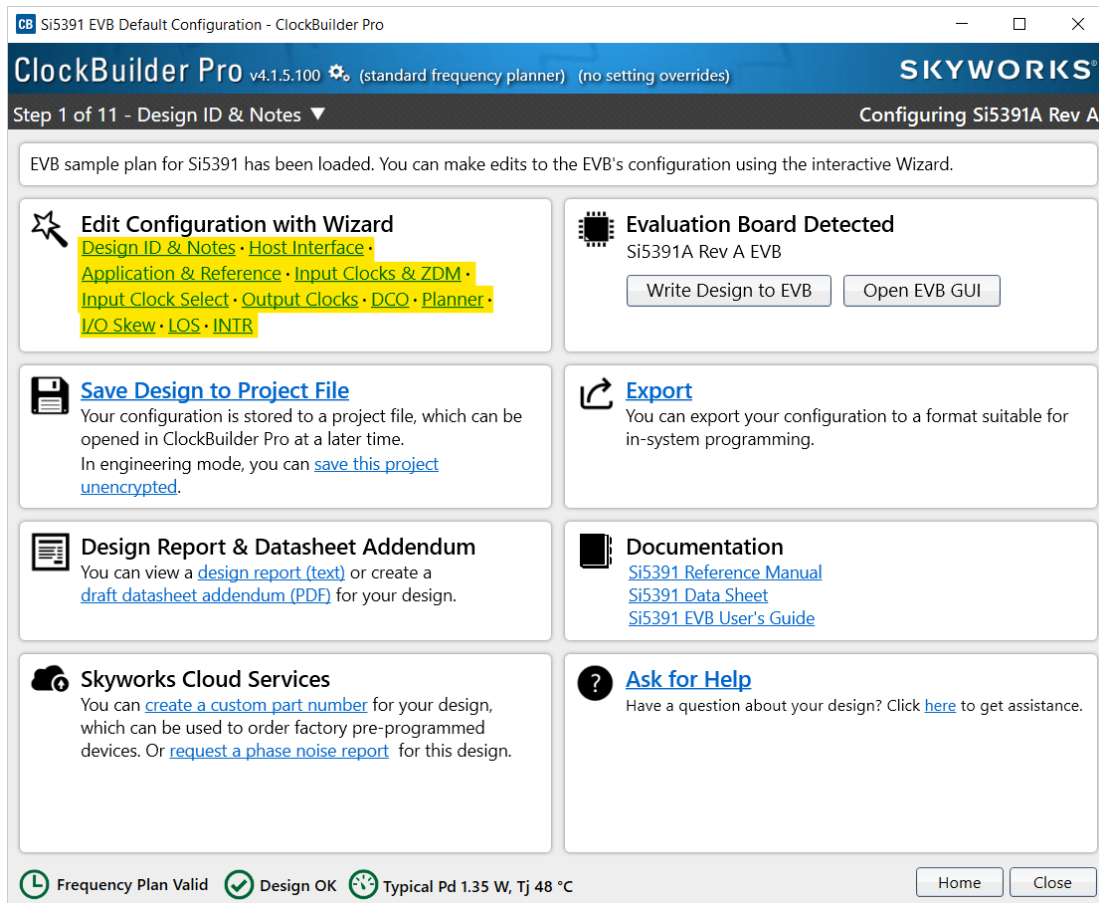 CB Si5391 EVB Default Configuration - ClockBuilder Pro
ClockBuilder Pro v4.1.5.100 (standard frequency planner) (no setting overrides)
SKYWORKS®
Step 1 of 11 - Design ID & Notes ▼
Configuring Si5391A Rev A
EVB sample plan for Si5391 has been loaded. You can make edits to the EVB's configuration using the interactive Wizard.
Edit Configuration with Wizard
Design ID & Notes · Host Interface ·
Application & Reference · Input Clocks & ZDM ·
Input Clock Select · Output Clocks · DCO · Planner ·
I/O Skew · LOS · INTR
Evaluation Board Detected
Si5391A Rev A EVB
Write Design to EVB
Open EVB GUI
Save Design to Project File
Your configuration is stored to a project file, which can be
opened in ClockBuilder Pro at a later time.
In engineering mode, you can save this project
unencrypted.
Export
You can export your configuration to a format suitable for
in-system programming.
Design Report & Datasheet Addendum
You can view a design report (text) or create a
draft datasheet addendum (PDF) for your design.
Documentation
Si5391 Reference Manual
Si5391 Data Sheet
Si5391 EVB User's Guide
Skyworks Cloud Services
You can create a custom part number for your design,
which can be used to order factory pre-programmed
devices. Or request a phase noise report for this design.
? Ask for Help
Have a question about your design? Click here to get assistance.
Frequency Plan Valid
Design OK
Typical Pd 1.35 W, Tj 48 °C
Home
Close